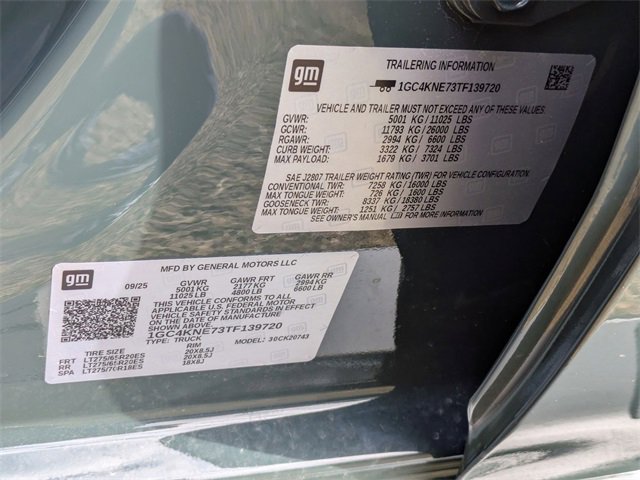 gm
TRAILERING INFORMATION
1GC4KNE73TF139720
VEHICLE AND TRAILER MUST NOT EXCEED ANY OF THESE VALUES
GVWR: 5001 KG / 11025 LBS
GCWR: 11793 KG / 26000 LBS
RGAWR: 2994 KG / 6600 LBS
CURB WEIGHT: 3322 KG / 7324 LBS
MAX PAYLOAD: 1679 KG / 3701 LBS
SAE J2807 TRAILER WEIGHT RATING (TWR) FOR VEHICLE CONFIGURATION.
CONVENTIONAL TWR: 7258 KG / 16000 LBS
MAX TONGUE WEIGHT: 726 KG / 1600 LBS
GOOSENECK TWR: 8337 KG / 18380 LBS
MAX TONGUE WEIGHT: 1251 KG / 2757 LBS
SEE OWNER'S MANUAL FOR MORE INFORMATION
gm
09/25
MFD BY GENERAL MOTORS LLC
GVWR GAWR FRT GAWR RR
5001 KG 2177 KG 2994 KG
11025 LB 4800 LB 6600 LB
THIS VEHICLE CONFORMS TO ALL
APPLICABLE U.S. FEDERAL MOTOR
VEHICLE SAFETY STANDARDS IN EFFECT
ON THE DATE OF MANUFACTURE
SHOWN ABOVE
1GC4KNE73TF139720
TYPE: TRUCK MODEL: 30CK20743
TIRE SIZE RIM
FRT LT275/65R20ES 20X8.5J
RR LT275/65R20ES 20X8.5J
SPA LT275/70R18ES 18X8J